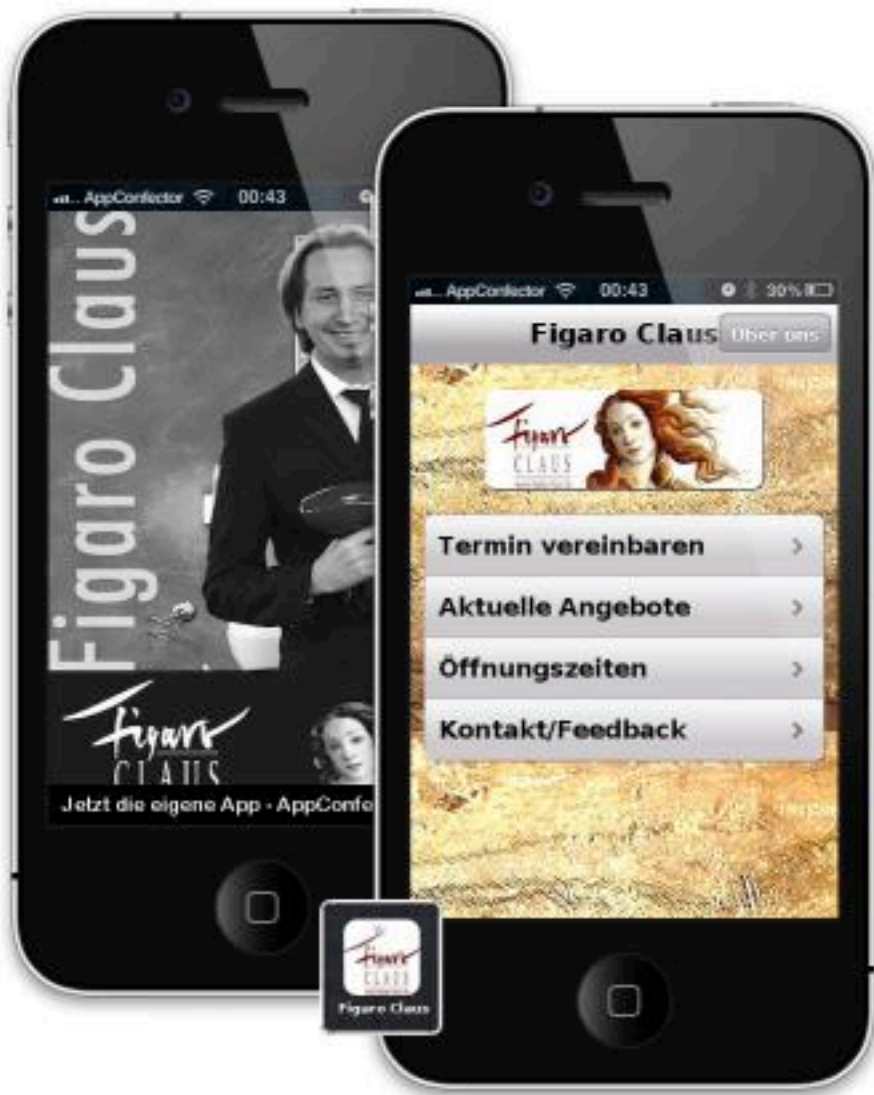 AppConfector 00:43
Figaro Claus
Figaro
CLAUS
Jetzt die eigene App - AppConfe
AppConfector 00:43 30%
Figaro Claus Über uns
Figaro
CLAUS
Termin vereinbaren
Aktuelle Angebote
Öffnungszeiten
Kontakt/Feedback
Figaro
CLAUS
Figaro Claus